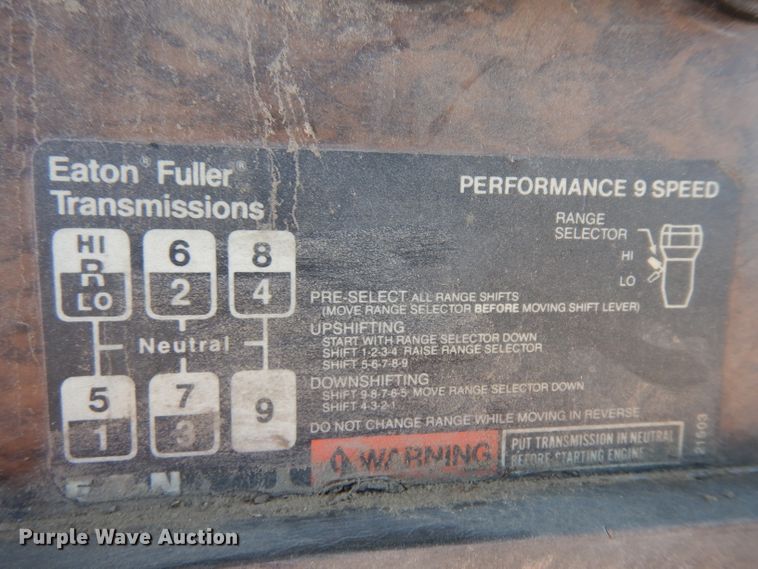 Eaton® Fuller®
Transmissions
PERFORMANCE 9 SPEED
RANGE
SELECTOR
HI
LO
HI 6 8
R
LO 2 4
Neutral
5 7 9
1 3
PRE-SELECT ALL RANGE SHIFTS
(MOVE RANGE SELECTOR BEFORE MOVING SHIFT LEVER)
UPSHIFTING
START WITH RANGE SELECTOR DOWN
SHIFT 1-2-3-4 RAISE RANGE SELECTOR
SHIFT 5-6-7-8-9
DOWNSHIFTING
SHIFT 9-8-7-6-5 MOVE RANGE SELECTOR DOWN
SHIFT 4-3-2-1
DO NOT CHANGE RANGE WHILE MOVING IN REVERSE
WARNING
PUT TRANSMISSION IN NEUTRAL
BEFORE STARTING ENGINE
Purple Wave Auction